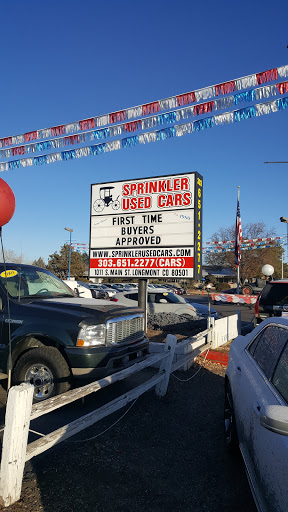 SPRINKLER
USED CARS
FIRST TIME
BUYERS
APPROVED
WWW.SPRINKLERUSEDCARS.COM
303.651.2277(CARS)
1011 S. MAIN ST. LONGMONT CO 80501
651-2277